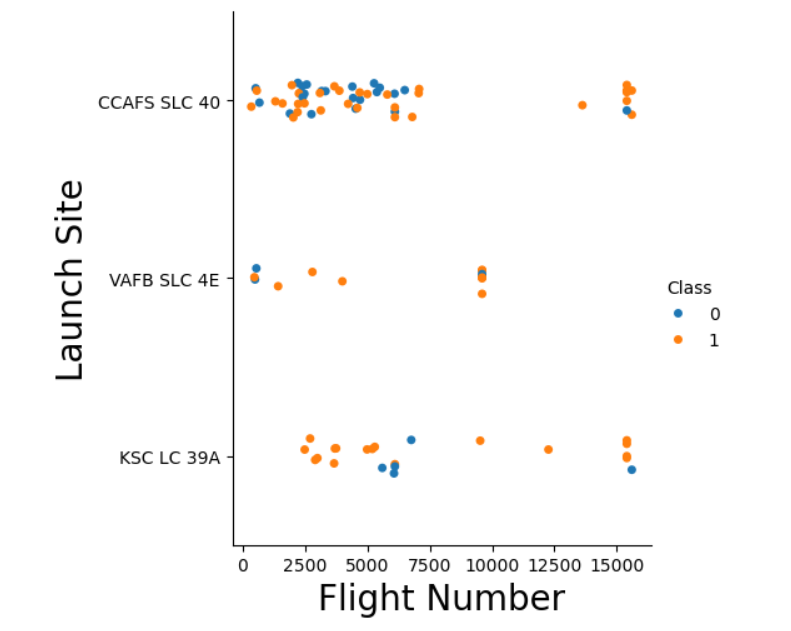 CCAFS SLC 40
VAFB SLC 4E
KSC LC 39A
Launch Site
0 2500 5000 7500 10000 12500 15000
Flight Number
Class
0
1